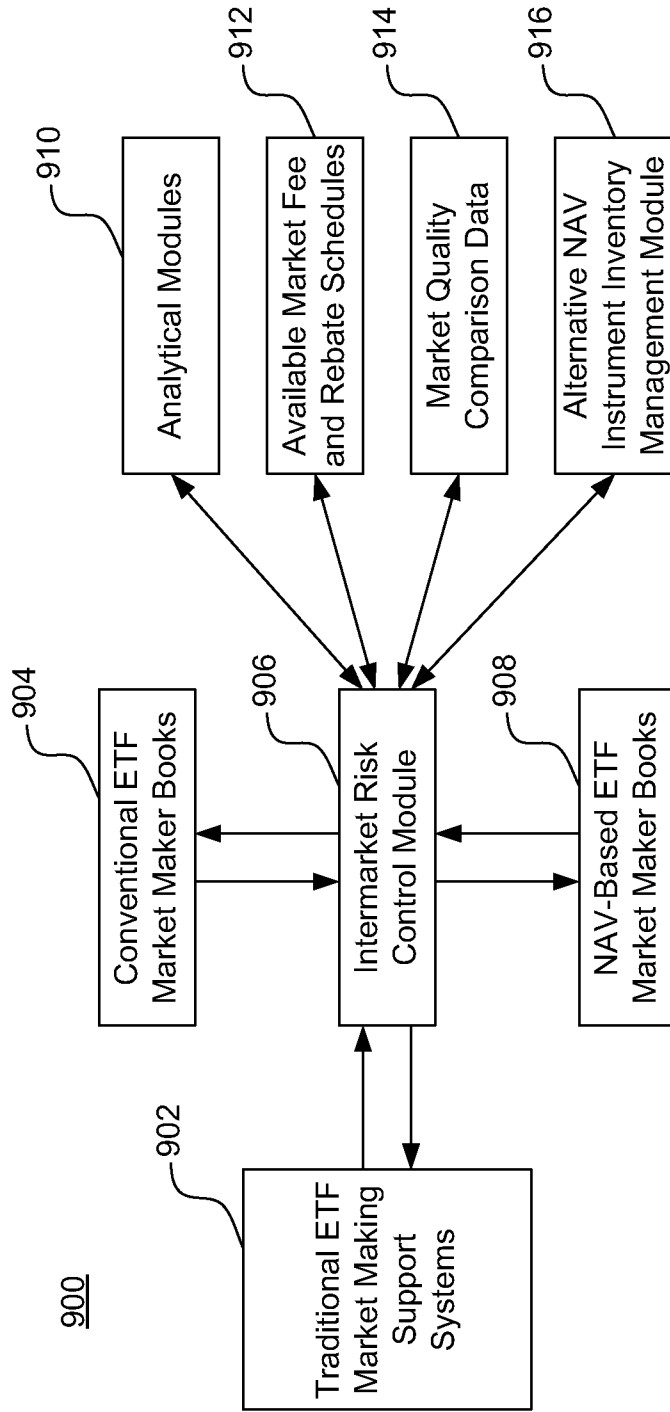 900
902
Traditional ETF
Market Making
Support
Systems
904
Conventional ETF
Market Maker Books
906
Intermarket Risk
Control Module
908
NAV-Based ETF
Market Maker Books
910
Analytical Modules
912
Available Market Fee
and Rebate Schedules
914
Market Quality
Comparison Data
916
Alternative NAV
Instrument Inventory
Management Module